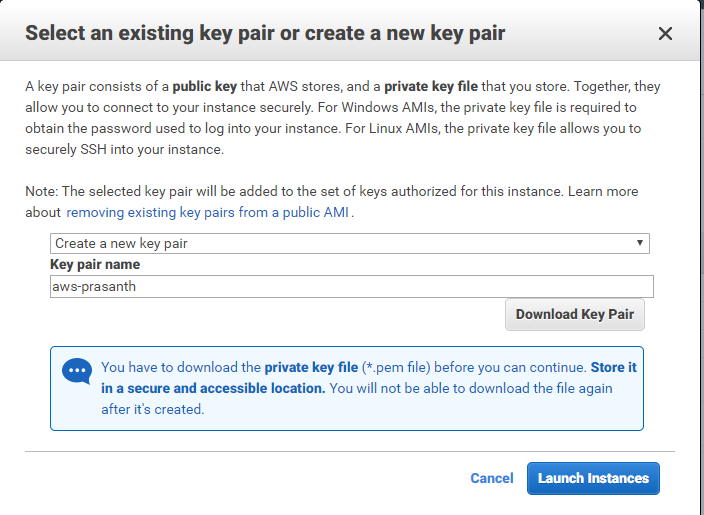 Select an existing key pair or create a new key pair
A key pair consists of a public key that AWS stores, and a private key file that you store. Together, they
allow you to connect to your instance securely. For Windows AMIs, the private key file is required to
obtain the password used to log into your instance. For Linux AMIs, the private key file allows you to
securely SSH into your instance.
Note: The selected key pair will be added to the set of keys authorized for this instance. Learn more
about removing existing key pairs from a public AMI.
Create a new key pair
Key pair name
aws-prasanth
Download Key Pair
You have to download the private key file (*.pem file) before you can continue. Store it
in a secure and accessible location. You will not be able to download the file again
after it's created.
Cancel Launch Instances